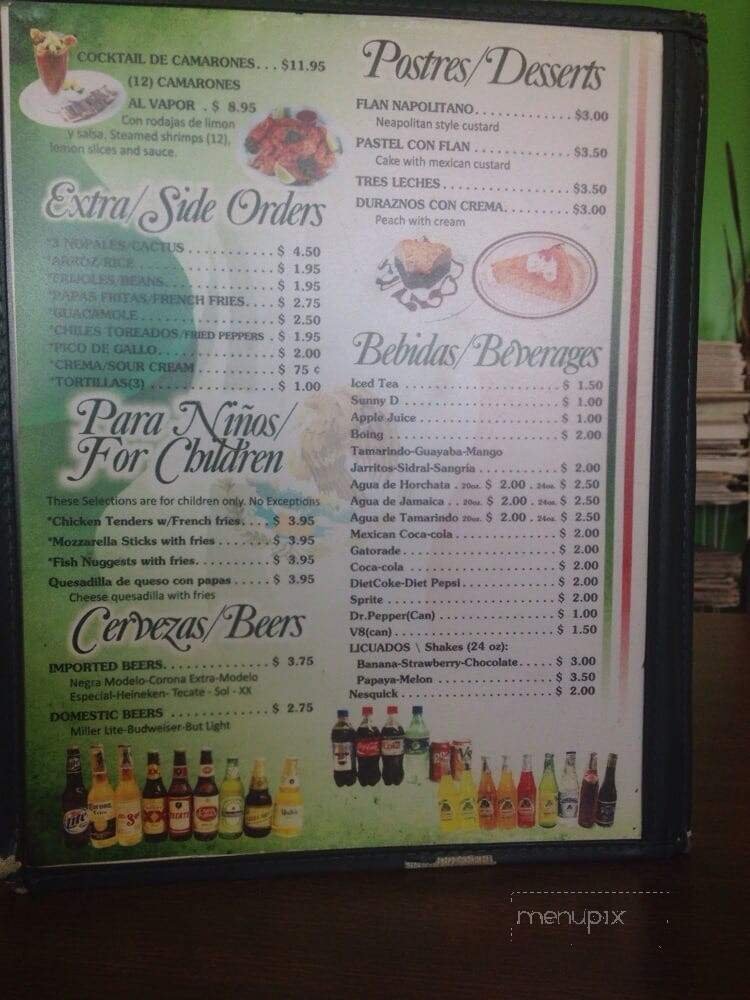 COCKTAIL DE CAMARONES... $11.95
(12) CAMARONES
AL VAPOR . $ 8.95
Con rodajas de limon
y salsa. Steamed shrimps (12),
lemon slices and sauce.
Extra/Side Orders
*3 NOPALES/CACTUS .......... $ 4.50
*ARROZ/RICE .......... $ 1.95
*FRIJOLES/BEANS .......... $ 1.95
*PAPAS FRITAS/FRENCH FRIES.... $ 2.75
*GUACAMOLE .......... $ 2.50
*CHILES TOREADOS/FRIED PEPPERS . $ 1.95
*PICO DE GALLO .......... $ 2.00
*CREMA/SOUR CREAM .......... 75 ¢
*TORTILLAS(3) .......... $ 1.00
Para Niños/
For Children
These Selections are for children only. No Exceptions
*Chicken Tenders w/French fries.... $ 3.95
*Mozzarella Sticks with fries ....... $ 3.95
*Fish Nuggests with fries.......... $ 3.95
Quesadilla de queso con papas ..... $ 3.95
Cheese quesadilla with fries
Cervezas/Beers
IMPORTED BEERS.............. $ 3.75
Negra Modelo-Corona Extra-Modelo
Especial-Heineken- Tecate - Sol - XX
DOMESTIC BEERS ............. $ 2.75
Miller Lite-Budweiser-But Light
Postres/Desserts
FLAN NAPOLITANO............. $3.00
Neapolitan style custard
PASTEL CON FLAN ............ $3.50
Cake with mexican custard
TRES LECHES................. $3.50
DURAZNOS CON CREMA.......... $3.00
Peach with cream
Bebidas/Beverages
Iced Tea .................... $ 1.50
Sunny D ..................... $ 1.00
Apple Juice ................. $ 1.00
Boing ....................... $ 2.00
Tamarindo-Guayaba-Mango
Jarritos-Sidral-Sangria ........... $ 2.00
Agua de Horchata . 20oz. $ 2.00 . 24oz. $ 2.50
Agua de Jamaica .. 20oz. $ 2.00 . 24oz. $ 2.50
Agua de Tamarindo 20oz. $ 2.00 . 24oz. $ 2.50
Mexican Coca-cola ............... $ 2.00
Gatorade....................... $ 2.00
Coca-cola ...................... $ 2.00
DietCoke-Diet Pepsi............. $ 2.00
Sprite ......................... $ 2.00
Dr.Pepper(Can) ................. $ 1.00
V8(can)........................ $ 1.50
LICUADOS \ Shakes (24 oz):
Banana-Strawberry-Chocolate..... $ 3.00
Papaya-Melon .................. $ 3.50
Nesquick....................... $ 2.00
menupix